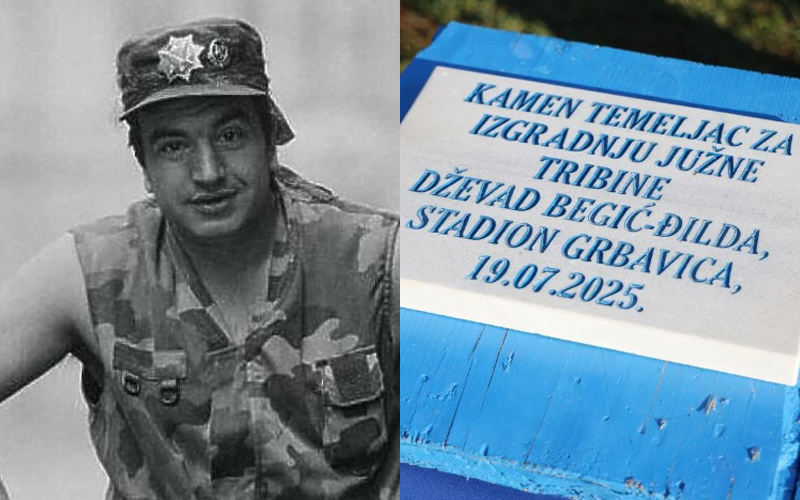 KAMEN TEMELJAC ZA
IZGRADNJU JUŽNE
TRIBINE
DŽEVAD BEGIĆ-ĐILDA,
STADION GRBAVICA,
19.07.2025.